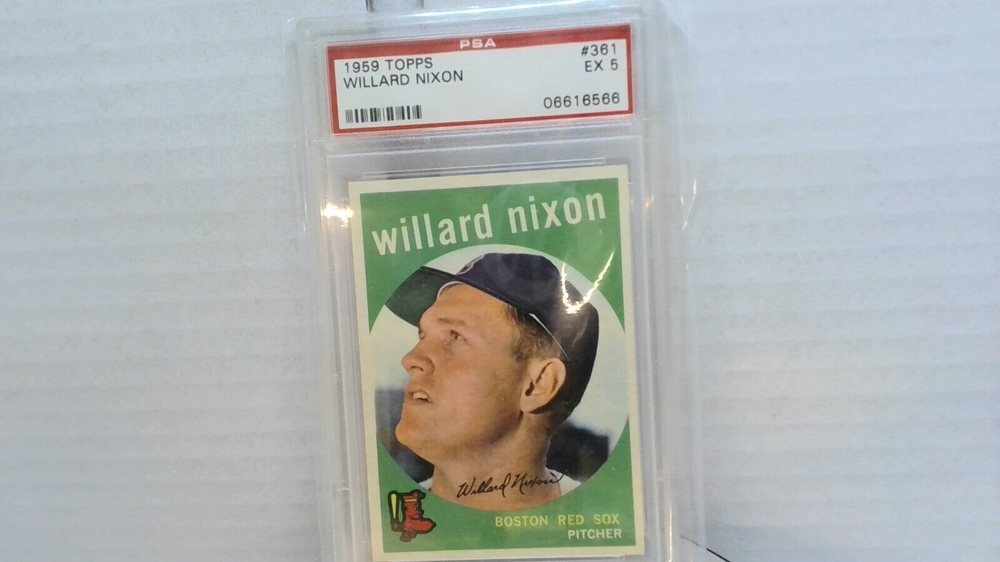 PSA
1959 TOPPS #361
WILLARD NIXON EX 5
06616566
willard nixon
Willard Nixon
BOSTON RED SOX
PITCHER